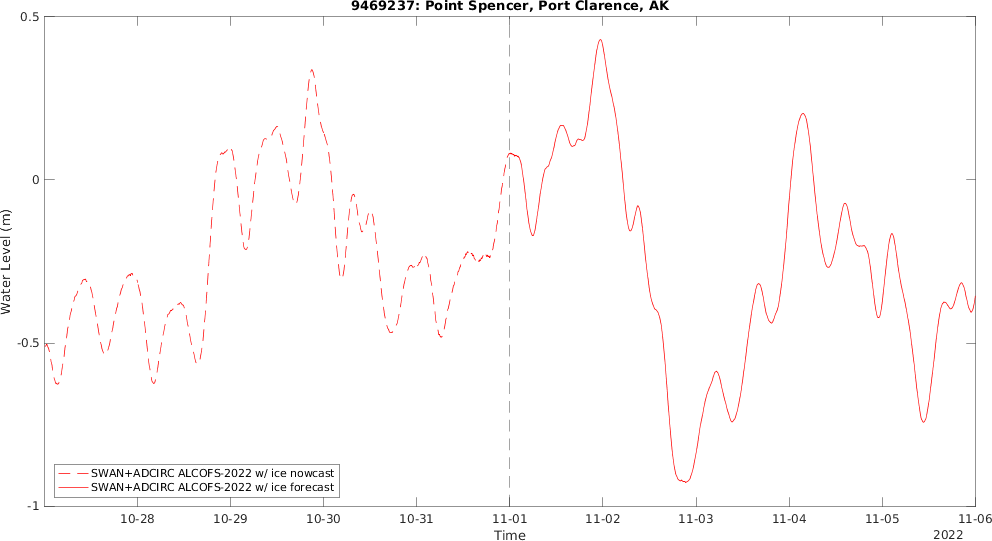 9469237: Point Spencer, Port Clarence, AK
0.5
0
-0.5
-1
Water Level (m)
SWAN+ADCIRC ALCOFS-2022 w/ ice nowcast
SWAN+ADCIRC ALCOFS-2022 w/ ice forecast
10-28 10-29 10-30 10-31 11-01 11-02 11-03 11-04 11-05 11-06
Time
2022